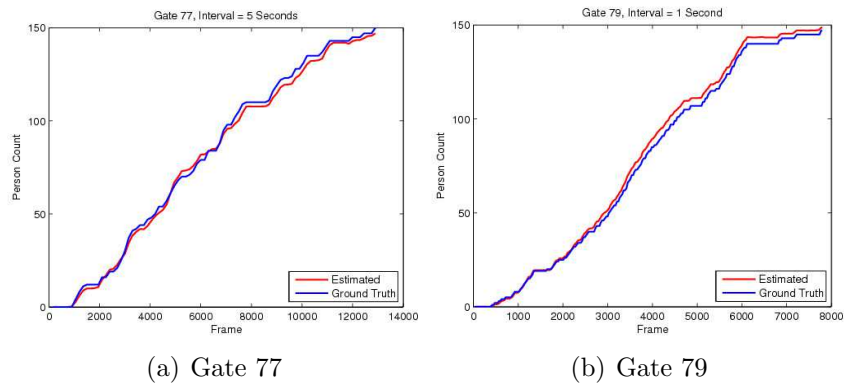 Gate 77, Interval = 5 Seconds
150
100
50
0
Person Count
0 2000 4000 6000 8000 10000 12000 14000
Frame
Estimated
Ground Truth
(a) Gate 77
Gate 79, Interval = 1 Second
150
100
50
0
Person Count
0 1000 2000 3000 4000 5000 6000 7000 8000
Frame
Estimated
Ground Truth
(b) Gate 79